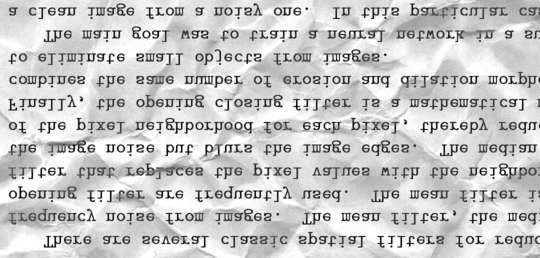 There are several classic spatial filters for reduc
frequency noise from images. The mean filter, the medi
opening filter are frequently used. The mean filter is
filter that replaces the pixel values with the neighbor
the image noise but blurs the image edges. The median
of the pixel neighborhood for each pixel, thereby reduc
Finally, the opening closing filter is a mathematical
combines the same number of erosion and dilation morpho
to eliminate small objects from images.
The main goal was to train a neural network in a su
a clean image from a noisy one. In this particular cas